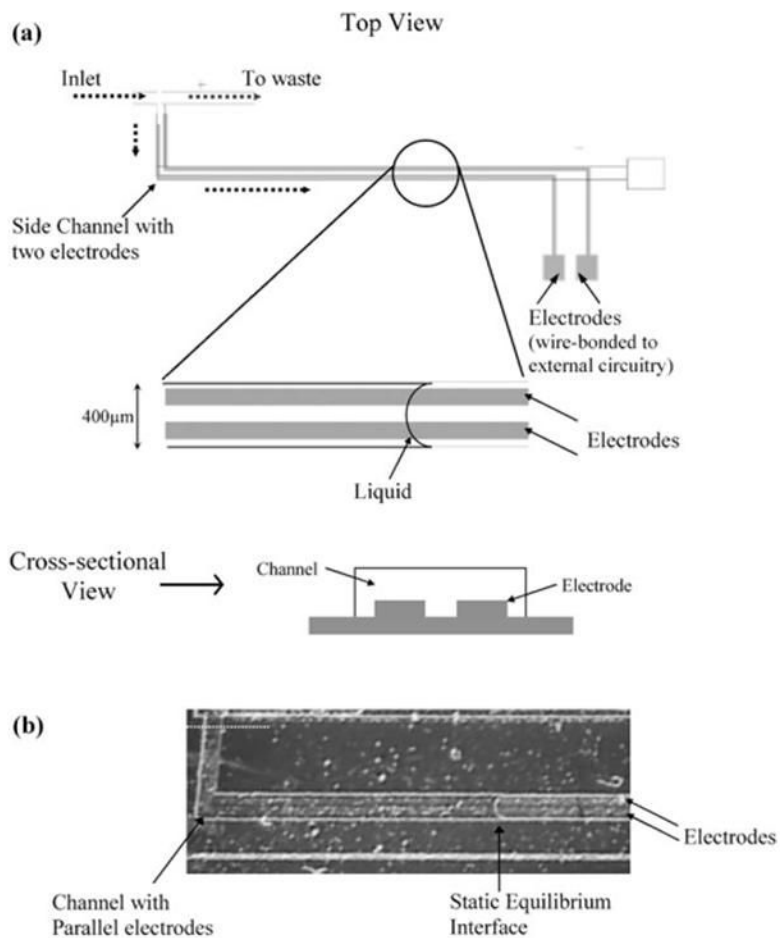 (a)
Top View
Inlet
To waste
Side Channel with
two electrodes
Electrodes
(wire-bonded to
external circuitry)
400µm
Electrodes
Liquid
Cross-sectional
View
Channel
Electrode
(b)
Electrodes
Channel with
Parallel electrodes
Static Equilibrium
Interface